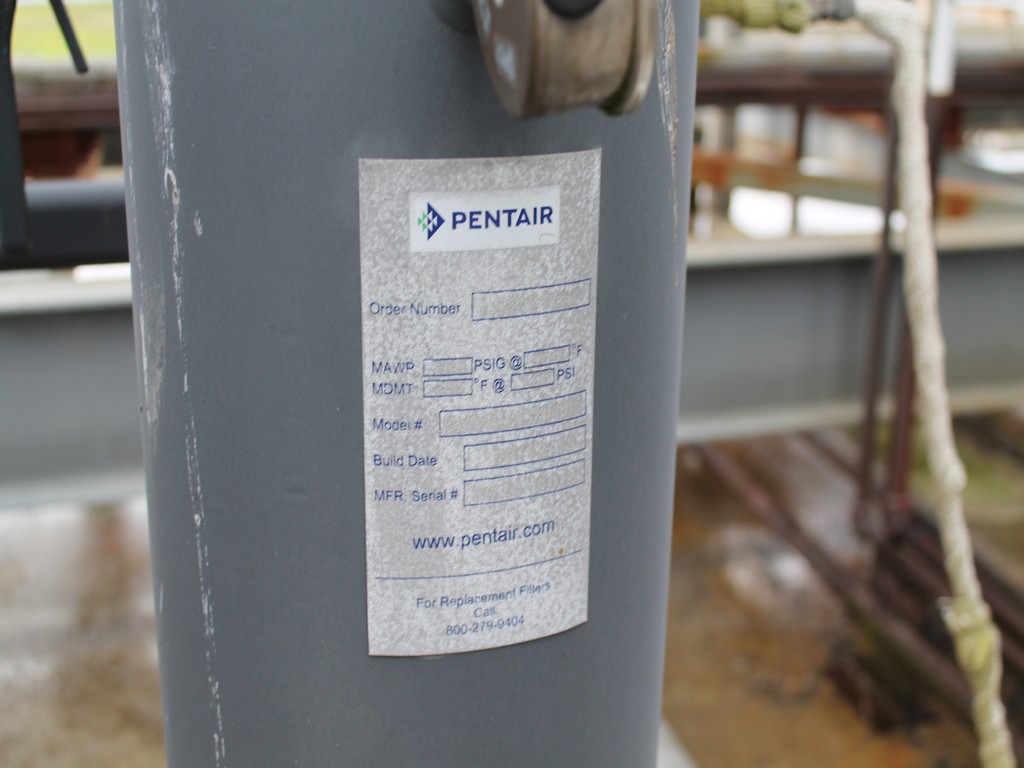 PENTAIR
Order Number
MAWP PSIG @ °F
MDMT °F @ PSI
Model #
Build Date
MFR Serial #
www.pentair.com
For Replacement Filters
Call
800-279-9404